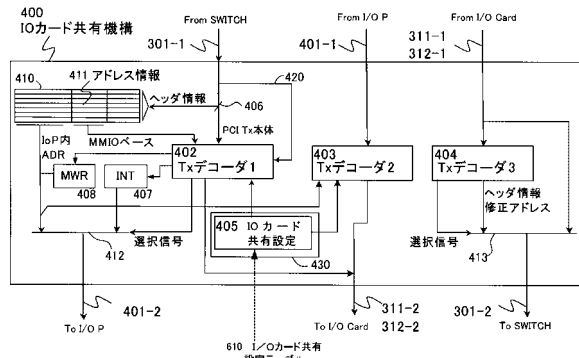 400
IOカード共有機構
From SWITCH
301-1
From I/O P
401-1
From I/O Card
311-1
312-1
410
411 アドレス情報
420
406
ヘッダ情報
PCI Tx本体
IoP内
ADR
MMIOベース
402
Txデコーダ1
403
Txデコーダ2
404
Txデコーダ3
MWR
408
INT
407
ヘッダ情報
修正アドレス
405 IOカード
共有設定
430
選択信号
412
選択信号
413
401-2
To I/O P
311-2
312-2
To I/O Card
301-2
To SWITCH
610 I/Oカード共有